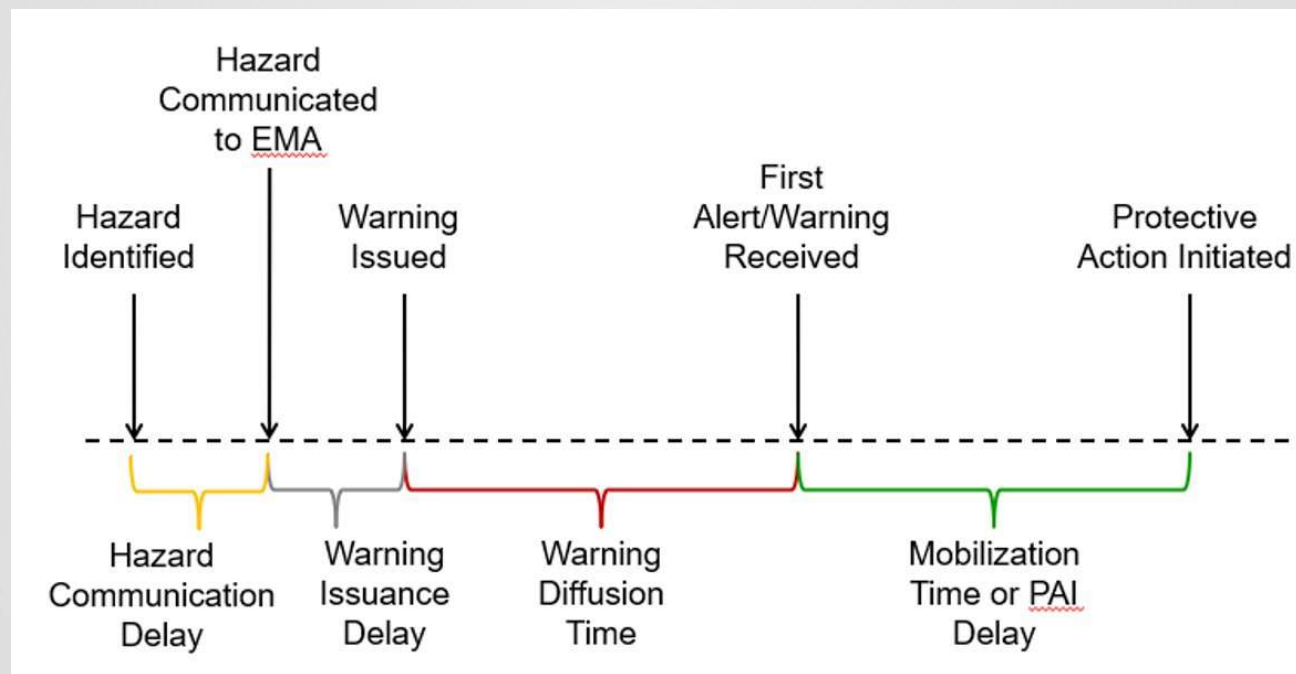 Hazard
Communicated
to EMA
Hazard
Identified
Warning
Issued
First
Alert/Warning
Received
Protective
Action Initiated
Hazard
Communication
Delay
Warning
Issuance
Delay
Warning
Diffusion
Time
Mobilization
Time or PAI
Delay